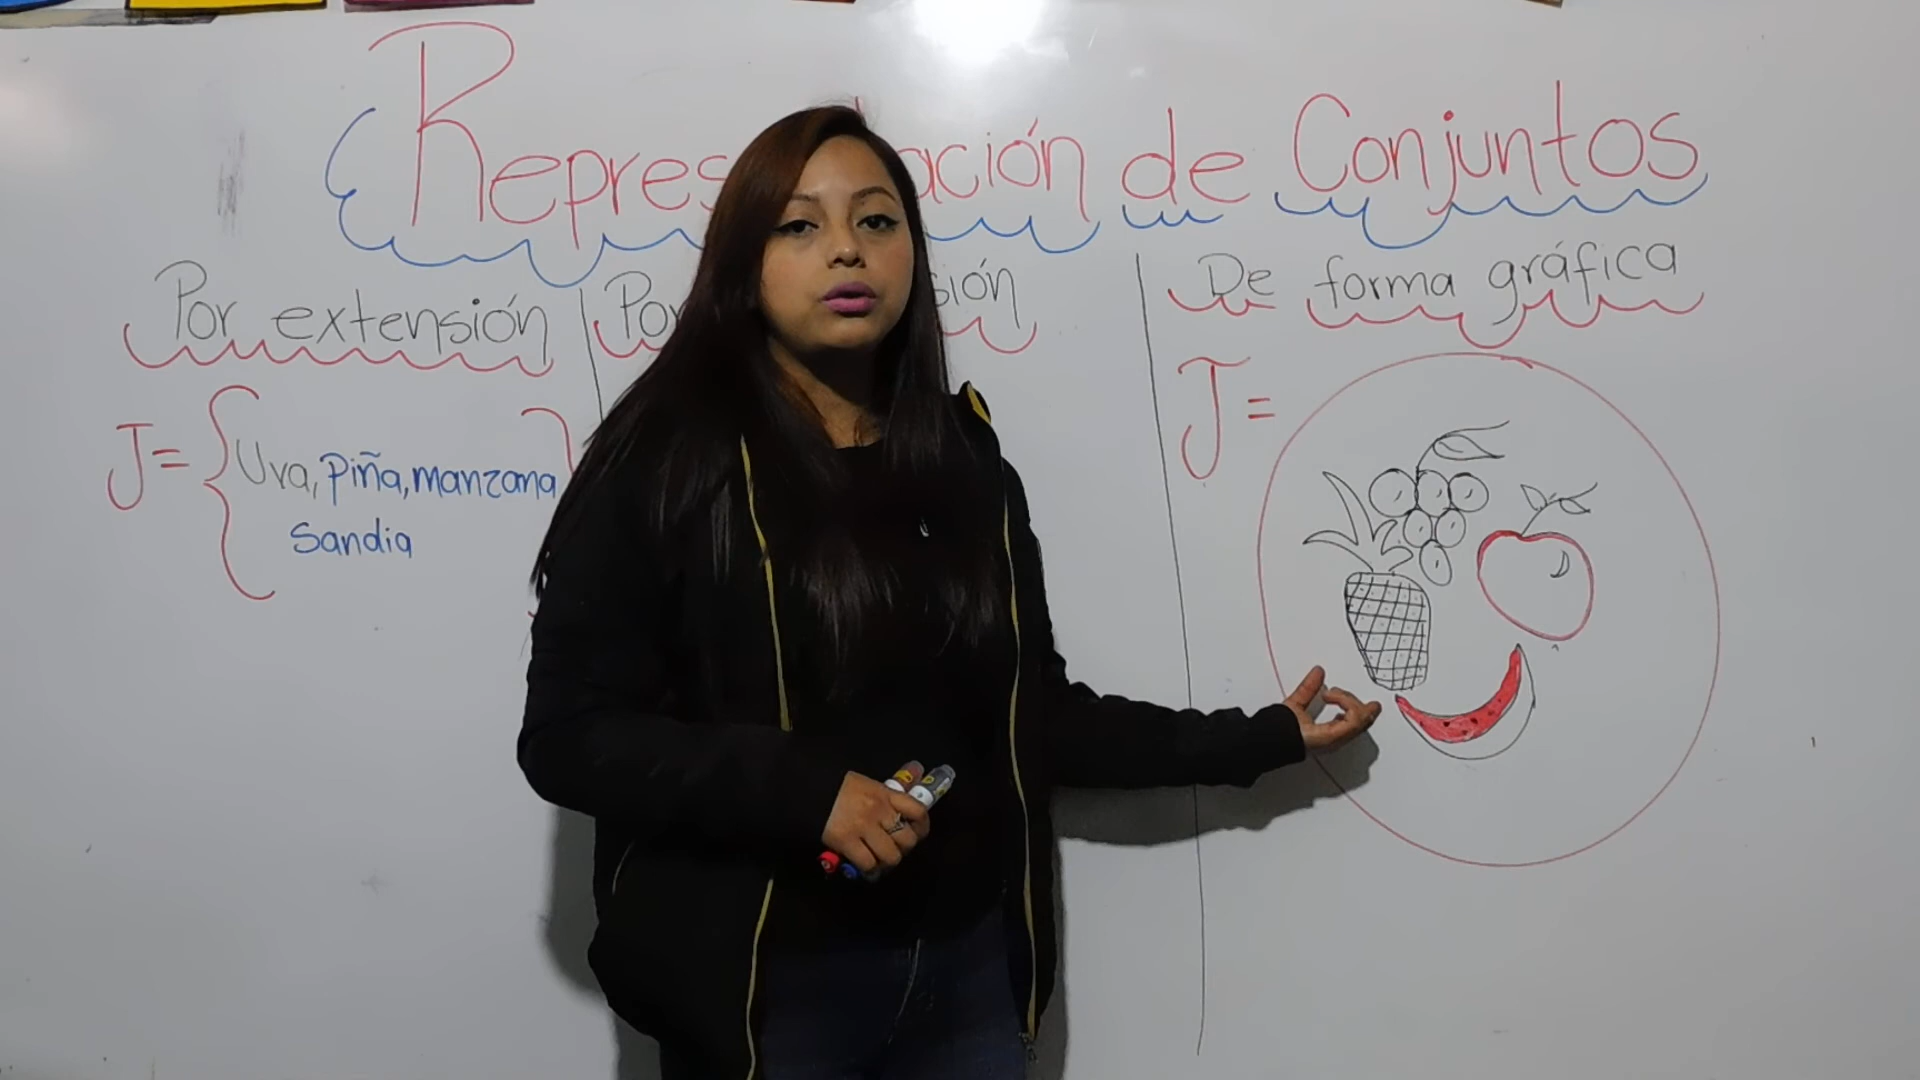 Repres ación de Conjuntos
Por extensión
Por sión
De forma gráfica
J = { Uva, piña, manzana }
Sandia
J =